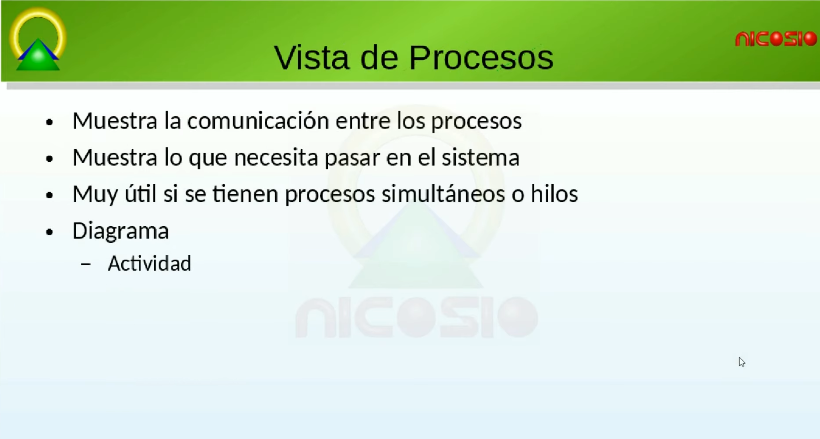 NICOSIO
Vista de Procesos
• Muestra la comunicación entre los procesos
• Muestra lo que necesita pasar en el sistema
• Muy útil si se tienen procesos simultáneos o hilos
• Diagrama
– Actividad
NICOSIO